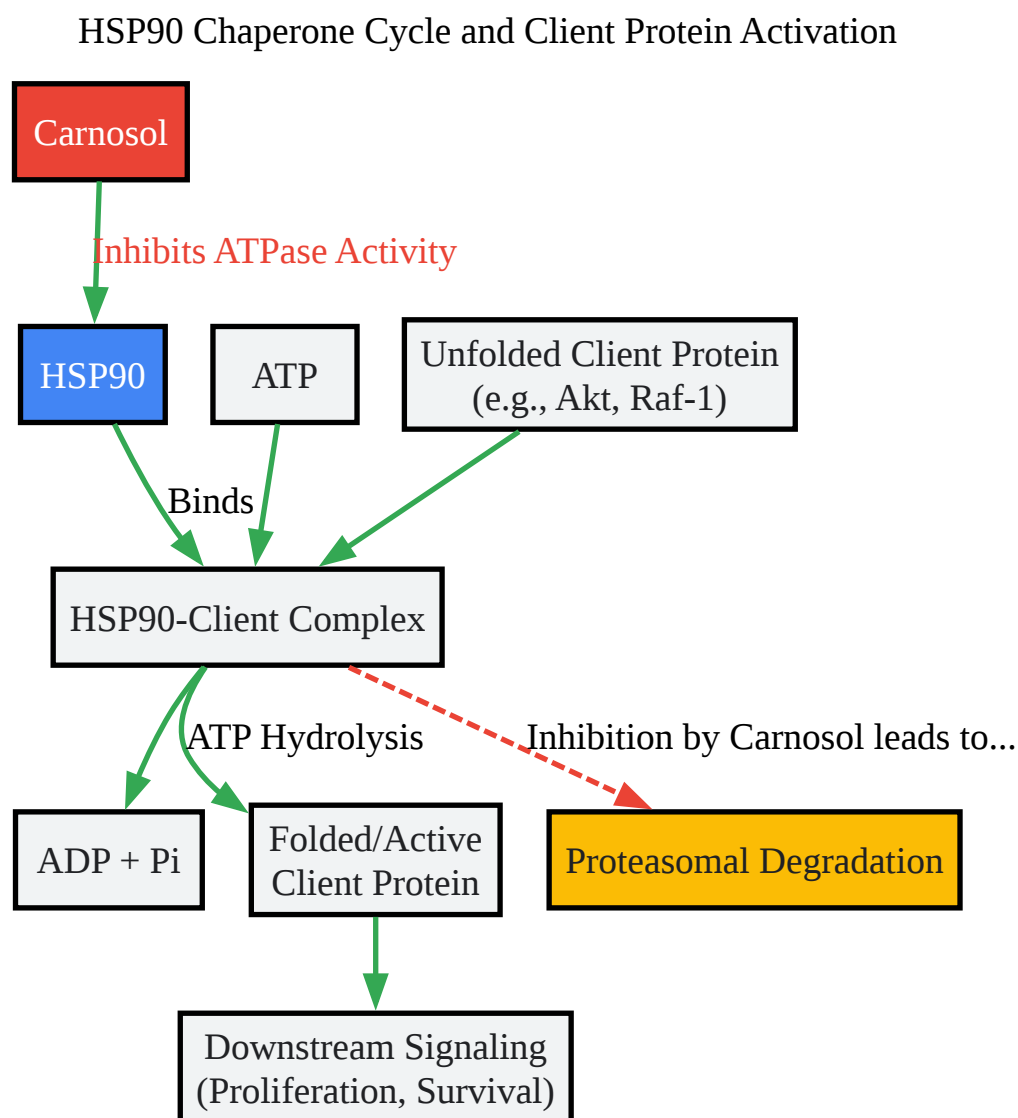 HSP90 Chaperone Cycle and Client Protein Activation
Carnosol
Inhibits ATPase Activity
HSP90
ATP
Unfolded Client Protein
(e.g., Akt, Raf-1)
Binds
HSP90-Client Complex
ATP Hydrolysis
Inhibition by Carnosol leads to...
ADP + Pi
Folded/Active
Client Protein
Proteasomal Degradation
Downstream Signaling
(Proliferation, Survival)